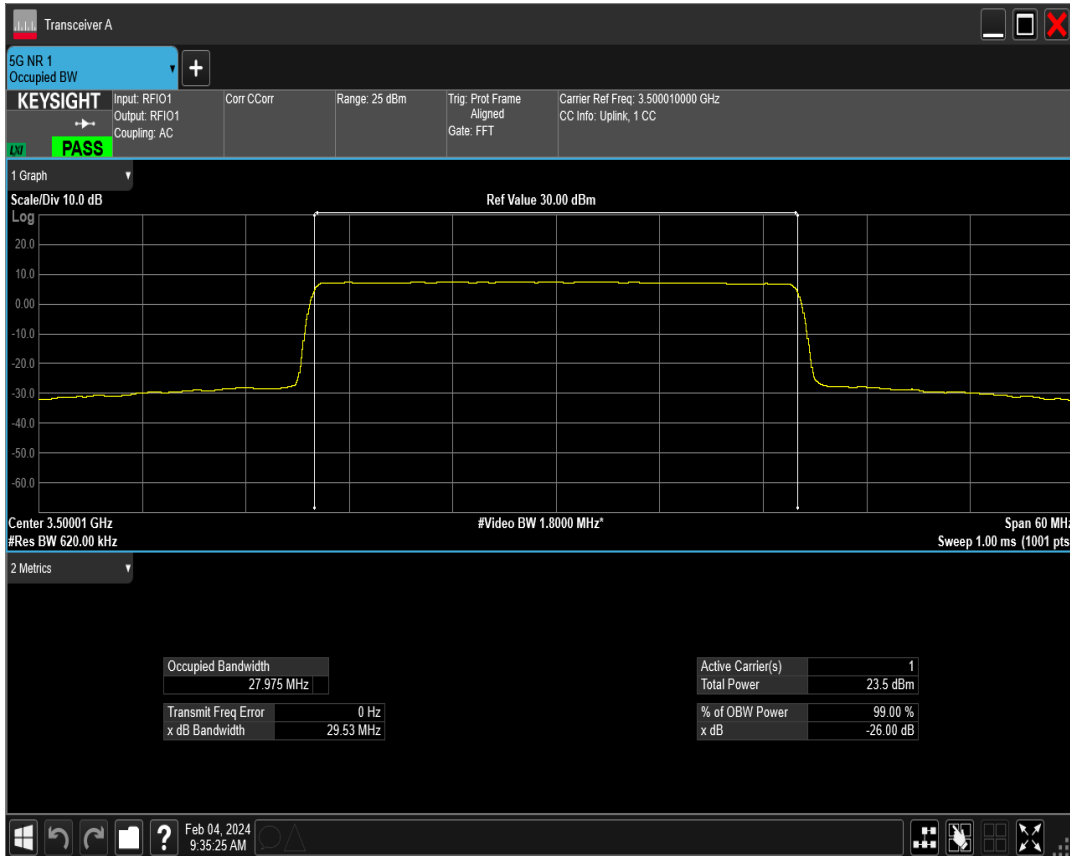 Transceiver A
5G NR 1
Occupied BW
KEYSIGHT
LXI
PASS
Input: RFIO1
Output: RFIO1
Coupling: AC
Corr CCorr
Range: 25 dBm
Trig: Prot Frame
Aligned
Gate: FFT
Carrier Ref Freq: 3.500010000 GHz
CC Info: Uplink, 1 CC
1 Graph
Scale/Div 10.0 dB
Ref Value 30.00 dBm
Log
20.0
10.0
0.00
-10.0
-20.0
-30.0
-40.0
-50.0
-60.0
Center 3.50001 GHz
#Video BW 1.8000 MHz*
Span 60 MHz
#Res BW 620.00 kHz
Sweep 1.00 ms (1001 pts
2 Metrics
Occupied Bandwidth
27.975 MHz
Transmit Freq Error 0 Hz
x dB Bandwidth 29.53 MHz
Active Carrier(s) 1
Total Power 23.5 dBm
% of OBW Power 99.00 %
x dB -26.00 dB
?
Feb 04, 2024
9:35:25 AM